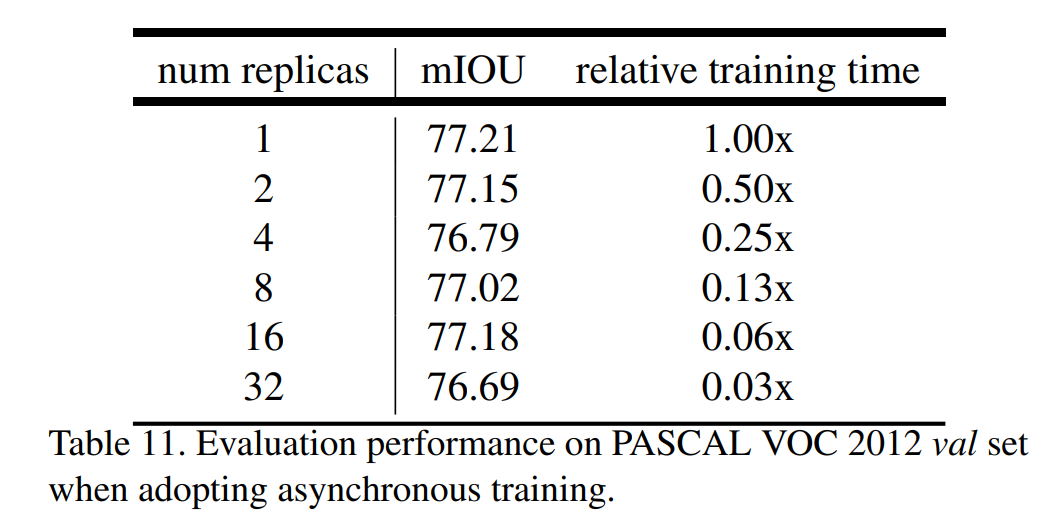 num replicas mIOU relative training time
1 77.21 1.00x
2 77.15 0.50x
4 76.79 0.25x
8 77.02 0.13x
16 77.18 0.06x
32 76.69 0.03x
Table 11. Evaluation performance on PASCAL VOC 2012 val set
when adopting asynchronous training.